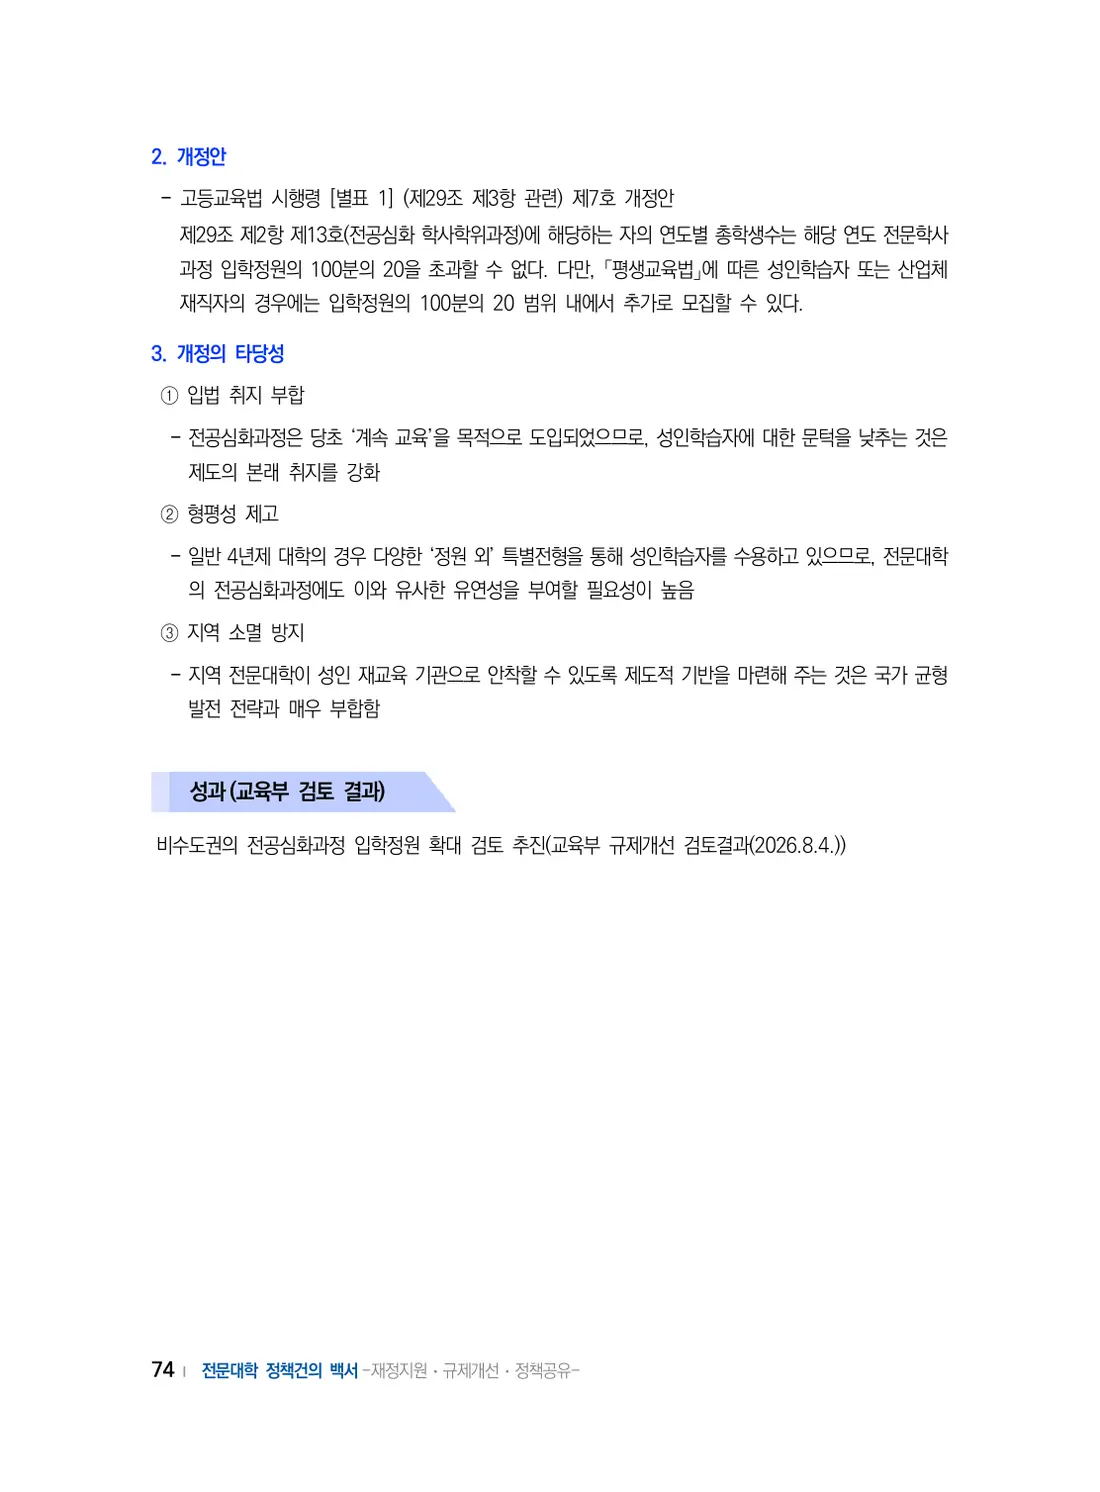 2. 개정안
- 고등교육법 시행령 [별표 1] (제29조 제3항 관련) 제7호 개정안
제29조 제2항 제13호(전공심화 학사학위과정)에 해당하는 자의 연도별 총학생수는 해당 연도 전문학사
과정 입학정원의 100분의 20을 초과할 수 없다. 다만, 「평생교육법」에 따른 성인학습자 또는 산업체
재직자의 경우에는 입학정원의 100분의 20 범위 내에서 추가로 모집할 수 있다.
3. 개정의 타당성
① 입법 취지 부합
- 전공심화과정은 당초 ‘계속 교육’을 목적으로 도입되었으므로, 성인학습자에 대한 문턱을 낮추는 것은
제도의 본래 취지를 강화
② 형평성 제고
- 일반 4년제 대학의 경우 다양한 ‘정원 외’ 특별전형을 통해 성인학습자를 수용하고 있으므로, 전문대학
의 전공심화과정에도 이와 유사한 유연성을 부여할 필요성이 높음
③ 지역 소멸 방지
- 지역 전문대학이 성인 재교육 기관으로 안착할 수 있도록 제도적 기반을 마련해 주는 것은 국가 균형
발전 전략과 매우 부합함
성과(교육부 검토 결과)
비수도권의 전공심화과정 입학정원 확대 검토 추진(교육부 규제개선 검토결과(2026.8.4.))
74 | 전문대학 정책건의 백서 -재정지원·규제개선·정책공유-